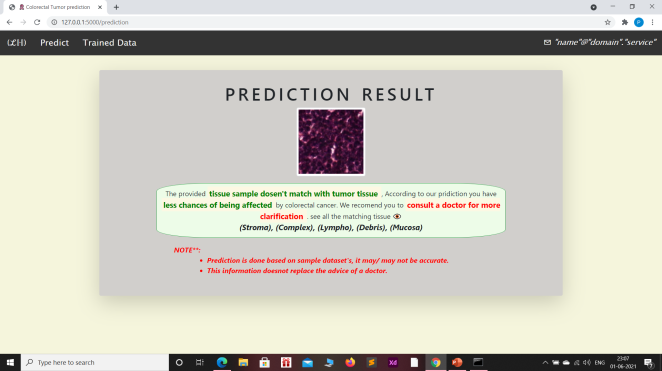 Colorectal Tumor prediction
127.0.0.1:5000/prediction
(ℒℍ) Predict Trained Data "name"@"domain"."service"
PREDICTION RESULT
The provided tissue sample dosen't match with tumor tissue , According to our pridiction you have
less chances of being affected by colorectal cancer. We recomend you to consult a doctor for more
clarification . see all the matching tissue
(Stroma), (Complex), (Lympho), (Debris), (Mucosa)
NOTE**:
• Prediction is done based on sample dataset's, it may/ may not be accurate.
• This information doesnot replace the advice of a doctor.
Type here to search
Xd
ENG
23:07
01-06-2021